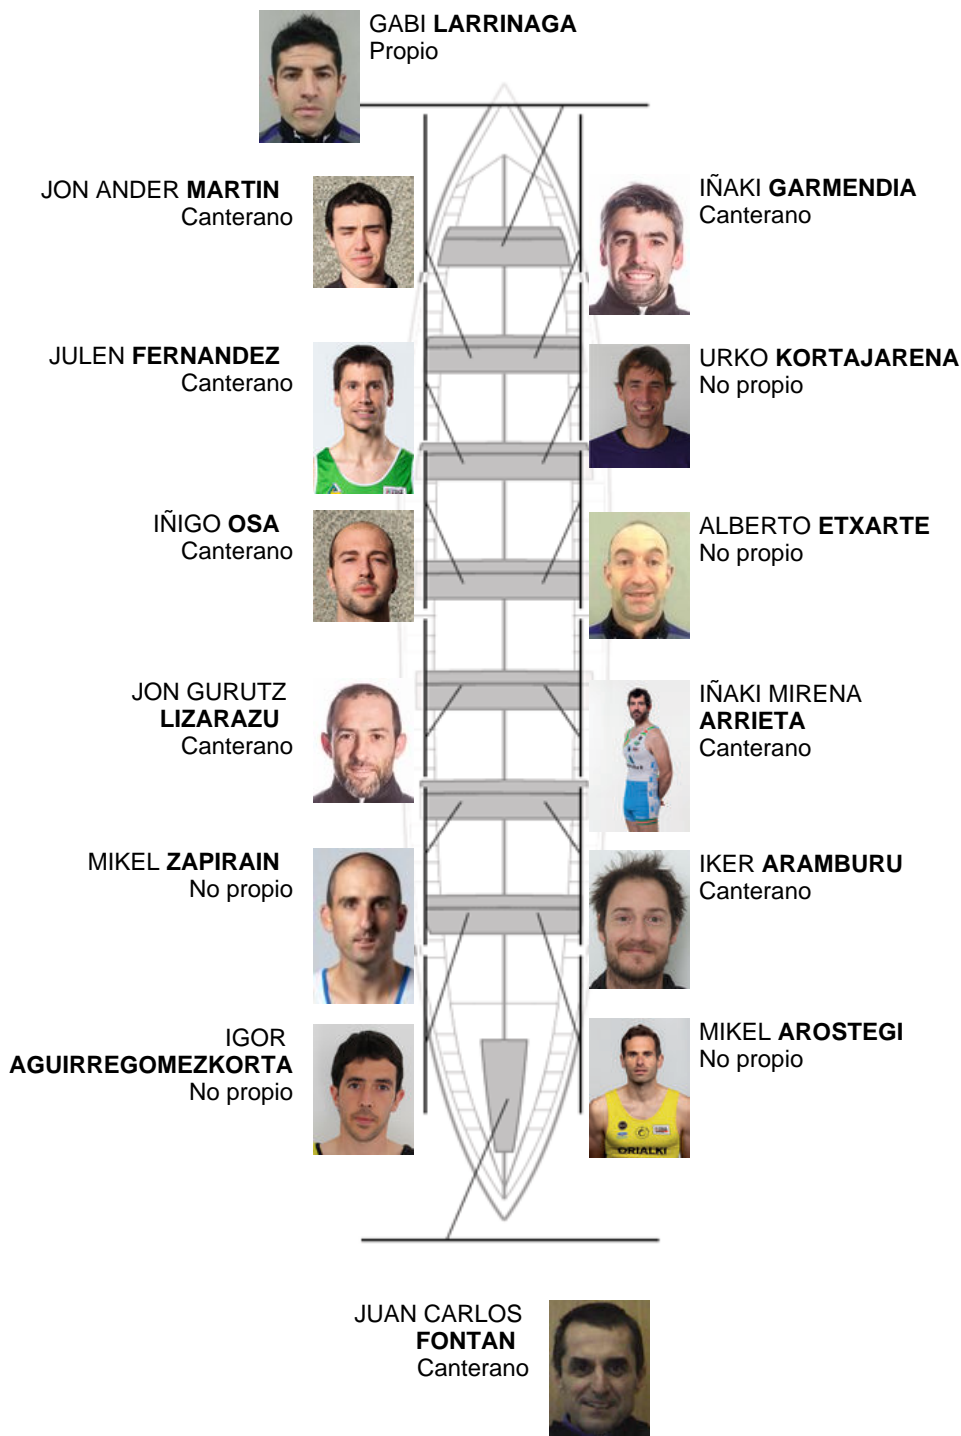 GABI LARRINAGA
Propio
JON ANDER MARTIN
Canterano
IÑAKI GARMENDIA
Canterano
JULEN FERNANDEZ
Canterano
URKO KORTAJARENA
No propio
IÑIGO OSA
Canterano
ALBERTO ETXARTE
No propio
JON GURUTZ
LIZARAZU
Canterano
IÑAKI MIRENA
ARRIETA
Canterano
MIKEL ZAPIRAIN
No propio
IKER ARAMBURU
Canterano
IGOR
AGUIRREGOMEZKORTA
No propio
MIKEL AROSTEGI
No propio
ORIALKI
JUAN CARLOS
FONTAN
Canterano